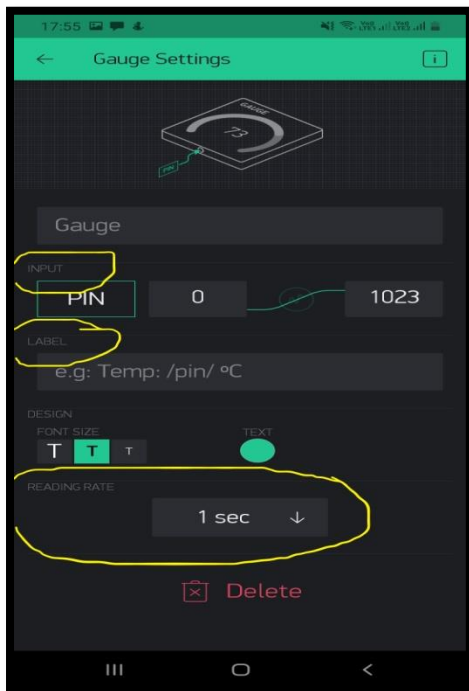 17:55
Gauge Settings
GAUGE
73
PIN
Gauge
INPUT
PIN 0 1023
LABEL
e.g: Temp: /pin/ ºC
DESIGN
FONT SIZE TEXT
T T T
READING RATE
1 sec
Delete